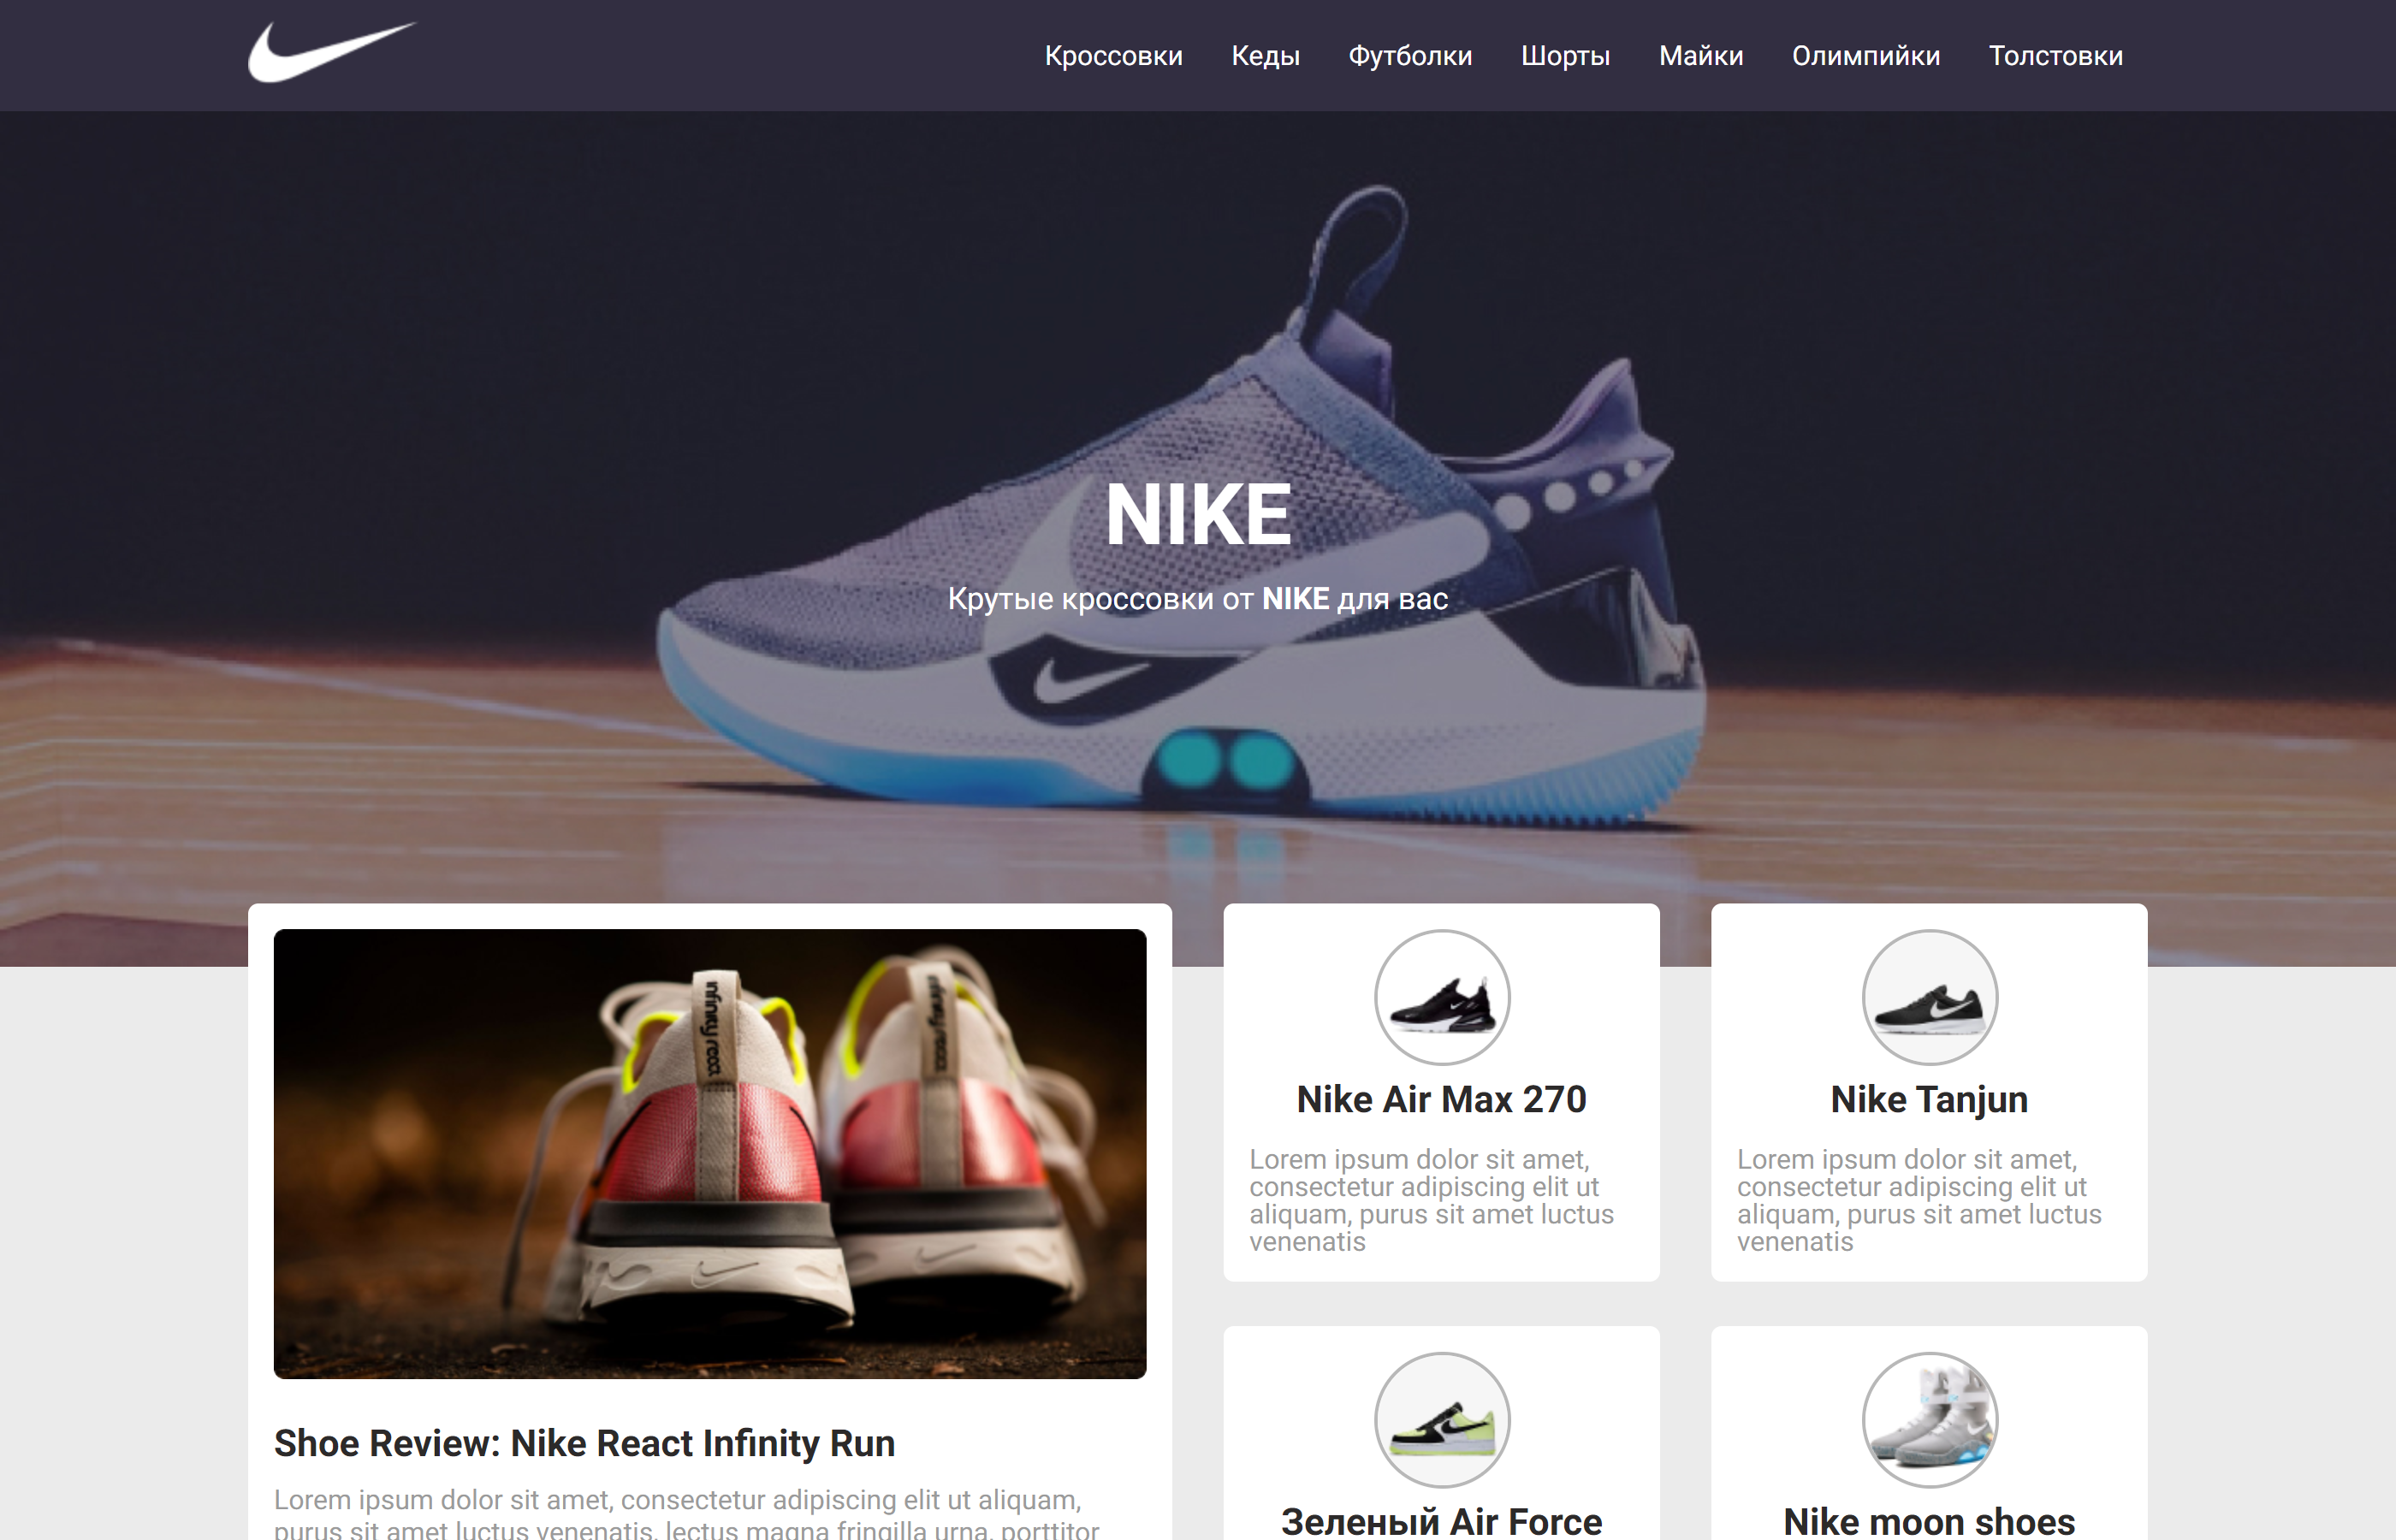 Кроссовки Кеды Футболки Шорты Майки Олимпийки Толстовки
NIKE
Крутые кроссовки от NIKE для вас
infinity react
infinity react
Shoe Review: Nike React Infinity Run
Lorem ipsum dolor sit amet, consectetur adipiscing elit ut aliquam,
purus sit amet luctus venenatis, lectus magna fringilla urna, porttitor
Nike Air Max 270
Lorem ipsum dolor sit amet,
consectetur adipiscing elit ut
aliquam, purus sit amet luctus
venenatis
Nike Tanjun
Lorem ipsum dolor sit amet,
consectetur adipiscing elit ut
aliquam, purus sit amet luctus
venenatis
Зеленый Air Force
Nike moon shoes